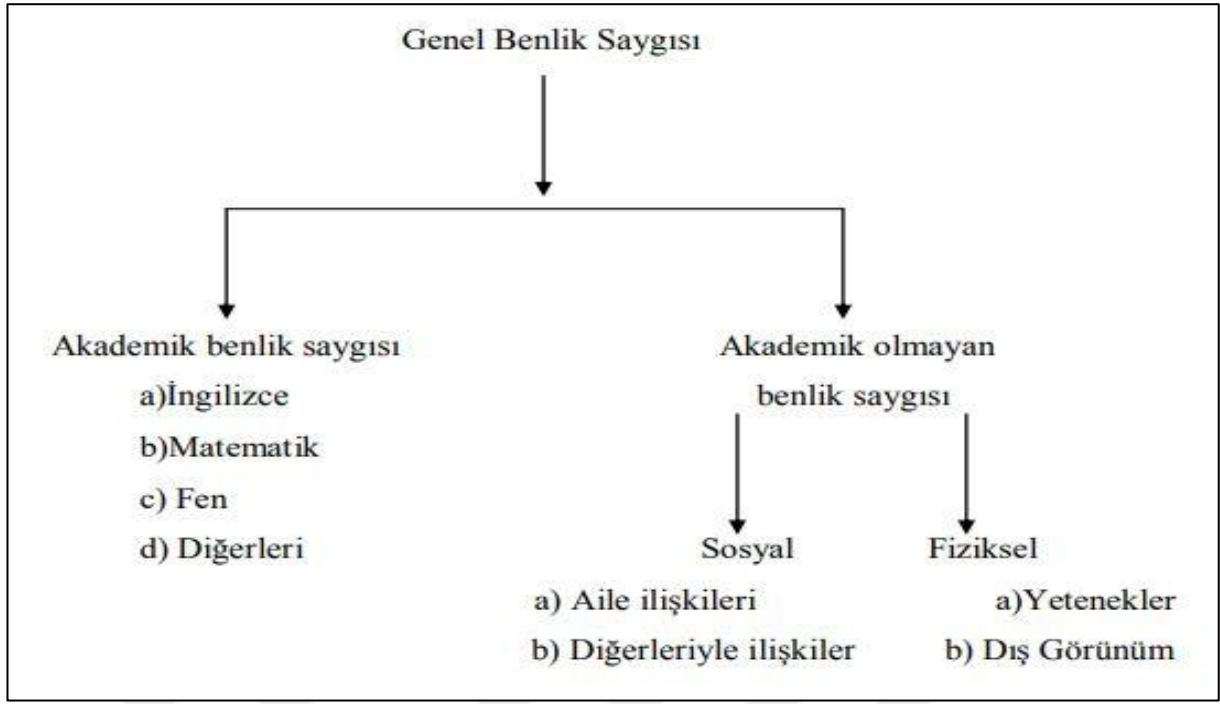 Genel Benlik Saygısı
Akademik benlik saygısı
a)İngilizce
b)Matematik
c) Fen
d) Diğerleri
Akademik olmayan
benlik saygısı
Sosyal
a) Aile ilişkileri
b) Diğerleriyle ilişkiler
Fiziksel
a)Yetenekler
b) Dış Görünüm